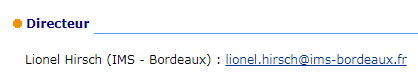 Directeur
Lionel Hirsch (IMS - Bordeaux) : lionel.hirsch@ims-bordeaux.fr